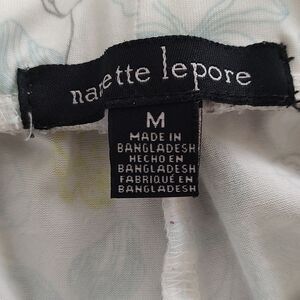 nanette lepore
M
MADE IN
BANGLADESH
HECHO EN
BANGLADESH
FABRIQUÉ EN
BANGLADESH